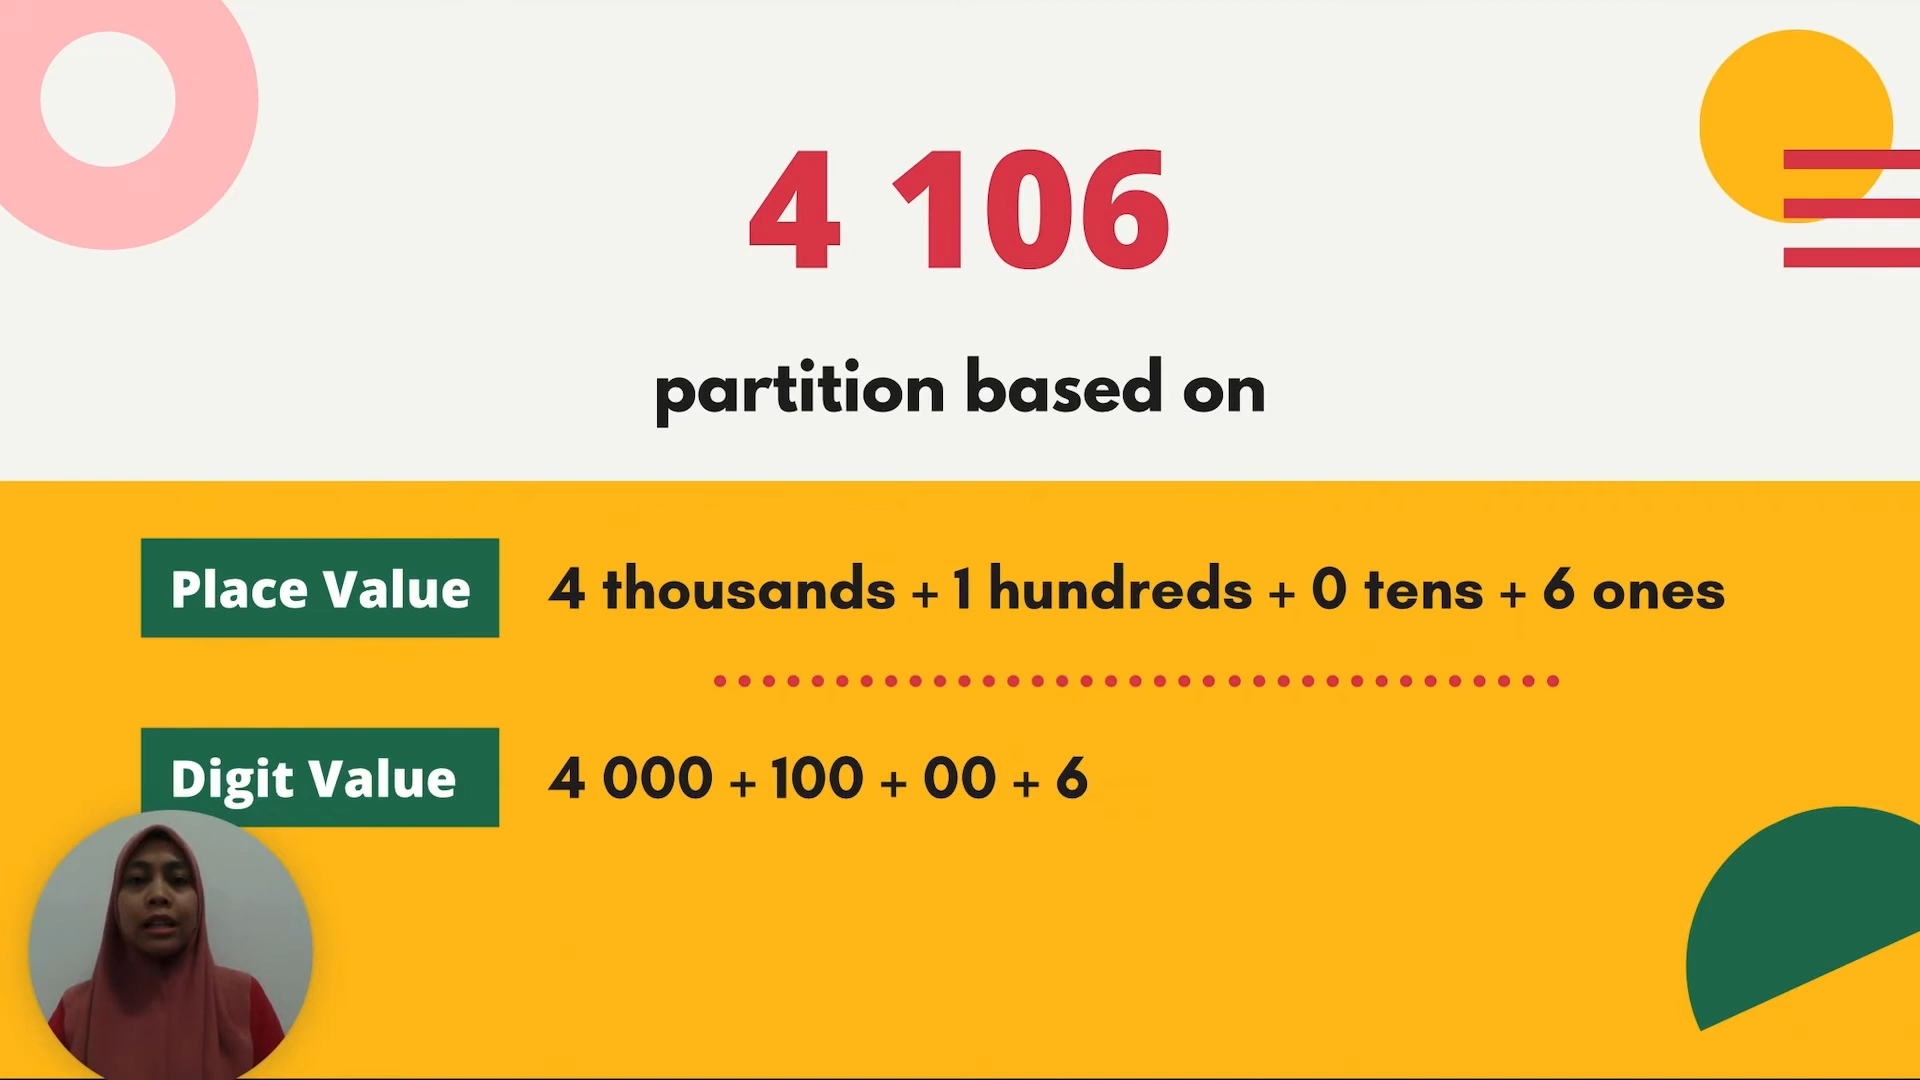 4 106
partition based on
Place Value
4 thousands + 1 hundreds + 0 tens + 6 ones
Digit Value
4 000 + 100 + 00 + 6